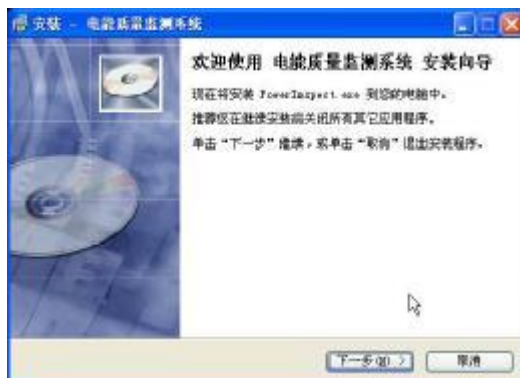 安装 - 电能质量监测系统
欢迎使用 电能质量监测系统 安装向导
现在将安装 PowerInspect.exe 到您的电脑中。
推荐您在继续安装前关闭所有其它应用程序。
单击“下一步”继续，或单击“取消”退出安装程序。
下一步(N) >
取消